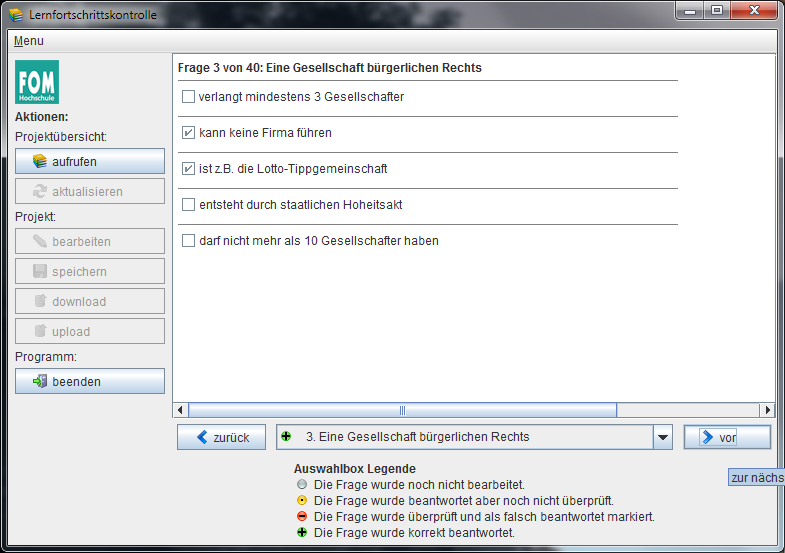 Lernfortschrittskontrolle
Menu
FOM
Hochschule
Aktionen:
Projektübersicht:
aufrufen
aktualisieren
Projekt:
bearbeiten
speichern
download
upload
Programm:
beenden
Frage 3 von 40: Eine Gesellschaft bürgerlichen Rechts
verlangt mindestens 3 Gesellschafter
kann keine Firma führen
ist z.B. die Lotto-Tippgemeinschaft
entsteht durch staatlichen Hoheitsakt
darf nicht mehr als 10 Gesellschafter haben
zurück
3. Eine Gesellschaft bürgerlichen Rechts
vor
zur nächs
Auswahlbox Legende
Die Frage wurde noch nicht bearbeitet.
Die Frage wurde beantwortet aber noch nicht überprüft.
Die Frage wurde überprüft und als falsch beantwortet markiert.
Die Frage wurde korrekt beantwortet.